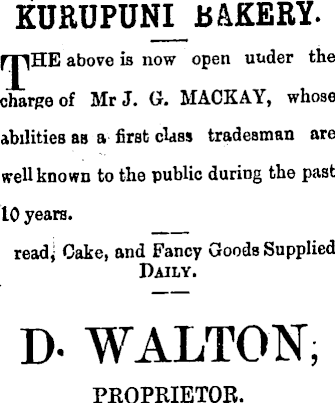 KURUPUNI BAKERY.
THE above is now open under the
charge of Mr J. G. MACKAY, whose
abilities as a first class tradesman are
well known to the public during the past
10 years.
read, Cake, and Fancy Goods Supplied
DAILY.
D. WALTON,
PROPRIETOR.